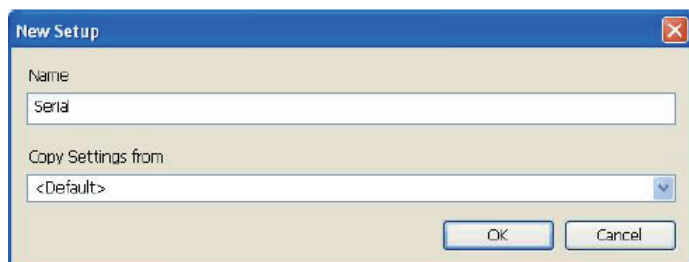 New Setup
Name
Serial
Copy Settings from
<Default>
OK Cancel